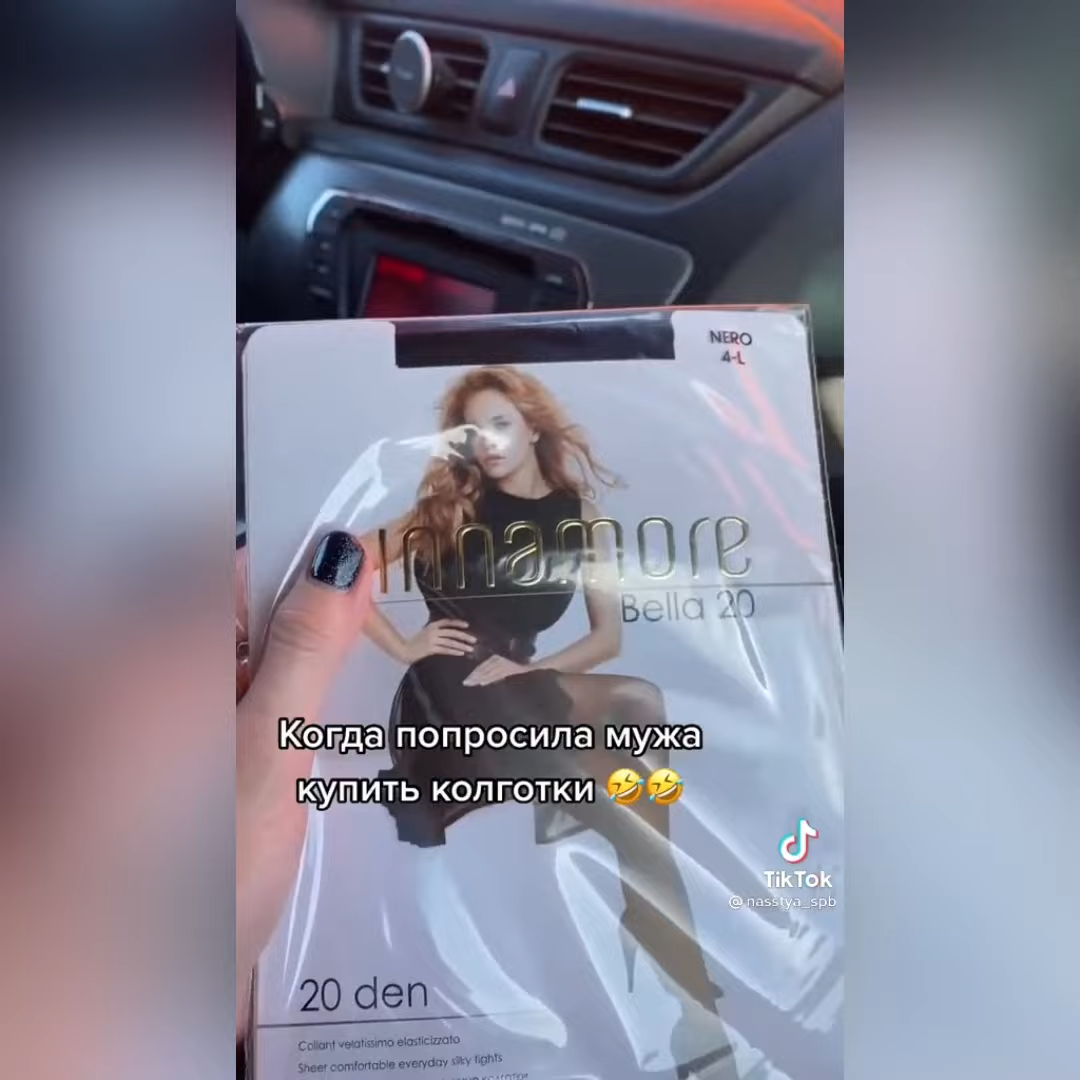 NERO
4-L
innamore
Bella 20
Когда попросила мужа
купить колготки 🤣🤣
TikTok
@nasstya_spb
20 den
Collant velatissimo elasticizzato
Sheer comfortable everyday silky tights